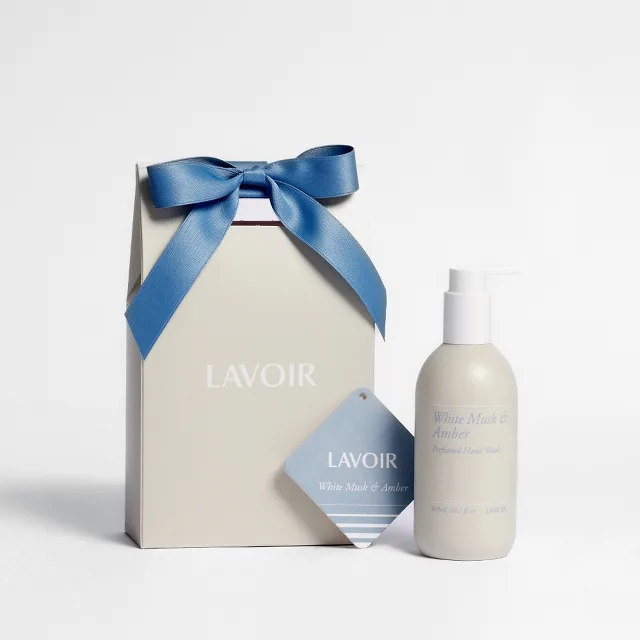 LAVOIR
LAVOIR
White Musk & Amber
White Musk &
Amber
Perfumed Hand Wash
LAVOIR